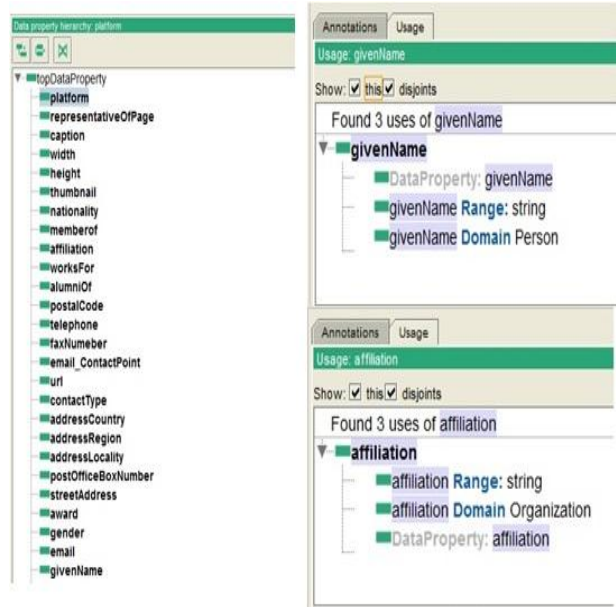 Data property hierarchy: platform
topDataProperty
platform
representativeOfPage
caption
width
height
thumbnail
nationality
memberof
affiliation
worksFor
alumniOf
postalCode
telephone
faxNumeber
email_ContactPoint
url
contactType
addressCountry
addressRegion
addressLocality
postOfficeBoxNumber
streetAddress
award
gender
email
givenName
Annotations Usage
Usage: givenName
Show: this disjoints
Found 3 uses of givenName
givenName
DataProperty: givenName
givenName Range: string
givenName Domain Person
Annotations Usage
Usage: affiliation
Show: this disjoints
Found 3 uses of affiliation
affiliation
affiliation Range: string
affiliation Domain Organization
DataProperty: affiliation